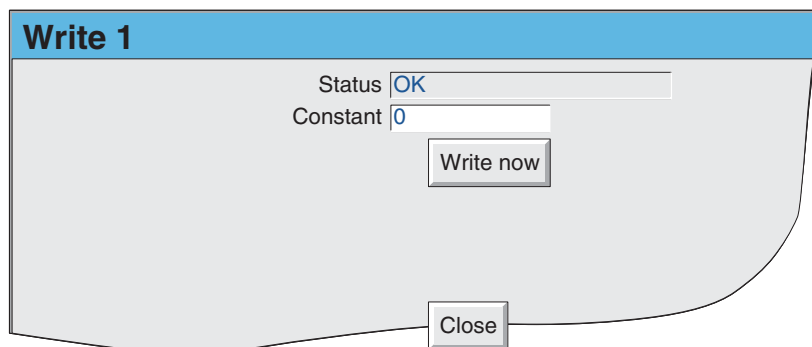 Write 1
Status OK
Constant 0
Write now
Close